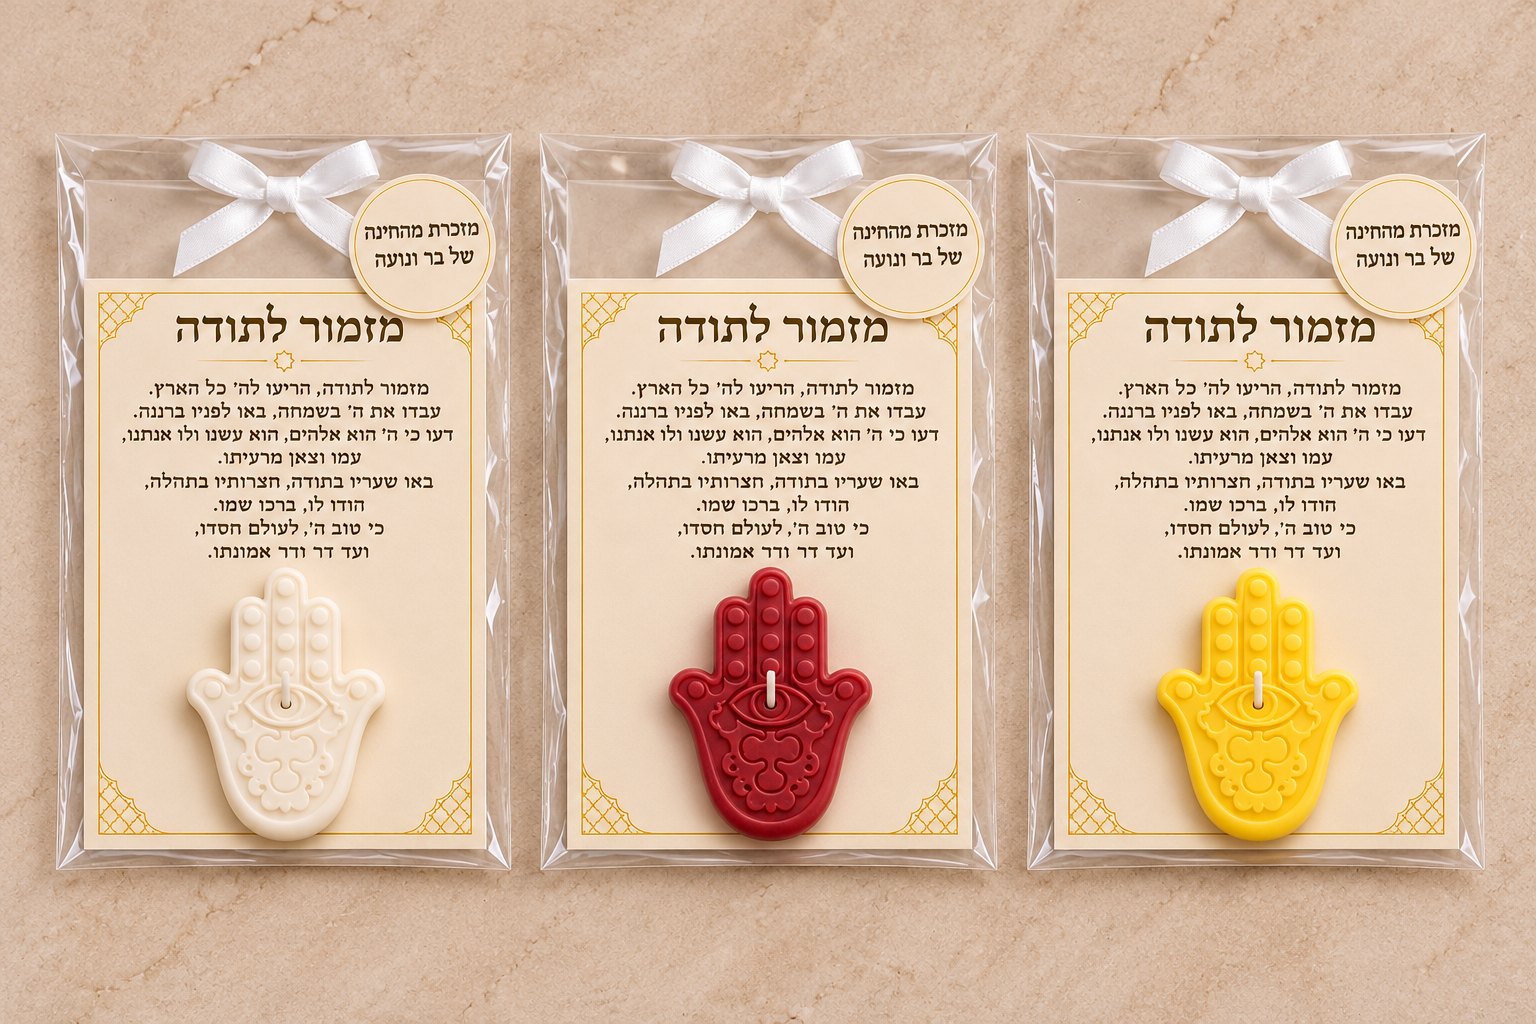 מזכרת מהחינה
של בר ונועה
מזמור לתודה
מזמור לתודה, הריעו לה׳ כל הארץ.
עבדו את ה׳ בשמחה, באו לפניו ברננה.
דעו כי ה׳ הוא אלהים, הוא עשנו ולו אנתנו,
עמו וצאן מרעיתו.
באו שעריו בתודה, חצרותיו בתהלה,
הודו לו, ברכו שמו.
כי טוב ה׳, לעולם חסדו,
ועד דר ודר אמונתו.
מזכרת מהחינה
של בר ונועה
מזמור לתודה
מזמור לתודה, הריעו לה׳ כל הארץ.
עבדו את ה׳ בשמחה, באו לפניו ברננה.
דעו כי ה׳ הוא אלהים, הוא עשנו ולו אנתנו,
עמו וצאן מרעיתו.
באו שעריו בתודה, חצרותיו בתהלה,
הודו לו, ברכו שמו.
כי טוב ה׳, לעולם חסדו,
ועד דר ודר אמונתו.
מזכרת מהחינה
של בר ונועה
מזמור לתודה
מזמור לתודה, הריעו לה׳ כל הארץ.
עבדו את ה׳ בשמחה, באו לפניו ברננה.
דעו כי ה׳ הוא אלהים, הוא עשנו ולו אנתנו,
עמו וצאן מרעיתו.
באו שעריו בתודה, חצרותיו בתהלה,
הודו לו, ברכו שמו.
כי טוב ה׳, לעולם חסדו,
ועד דר ודר אמונתו.